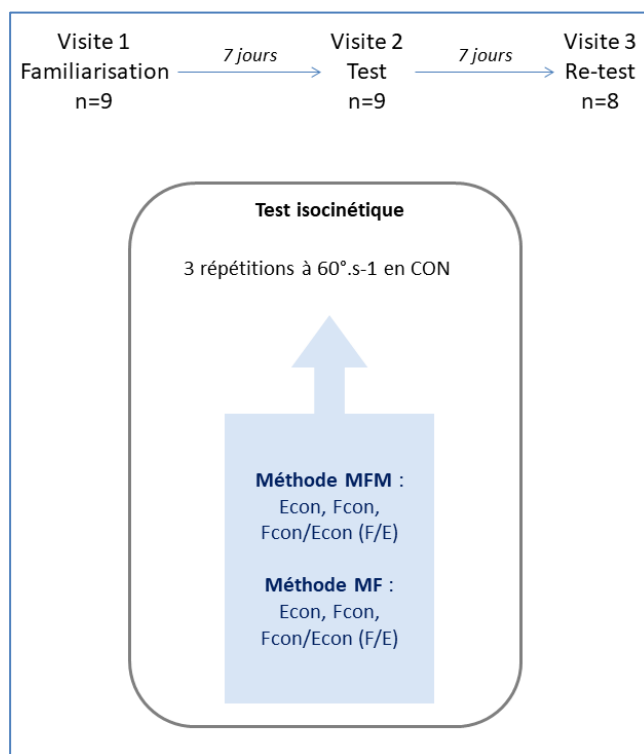 Visite 1
Familiarisation
n=9
7 jours
Visite 2
Test
n=9
7 jours
Visite 3
Re-test
n=8
Test isocinétique
3 répétitions à 60°.s-1 en CON
Méthode MFM :
Econ, Fcon,
Fcon/Econ (F/E)
Méthode MF :
Econ, Fcon,
Fcon/Econ (F/E)